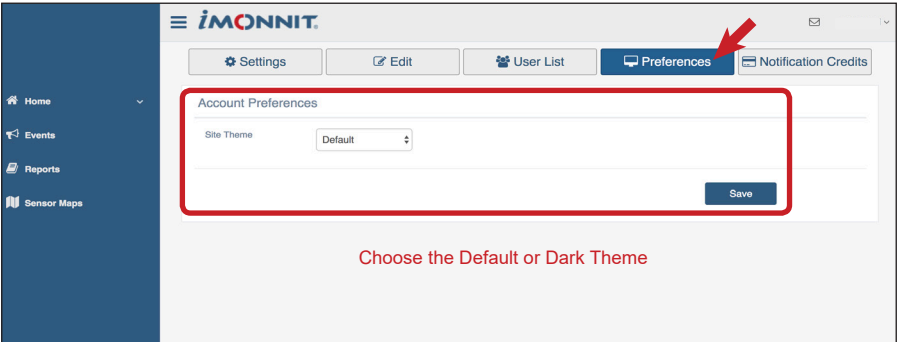 iMONNIT.
Settings
Edit
User List
Preferences
Notification Credits
Home
Events
Reports
Sensor Maps
Account Preferences
Site Theme
Default
Save
Choose the Default or Dark Theme